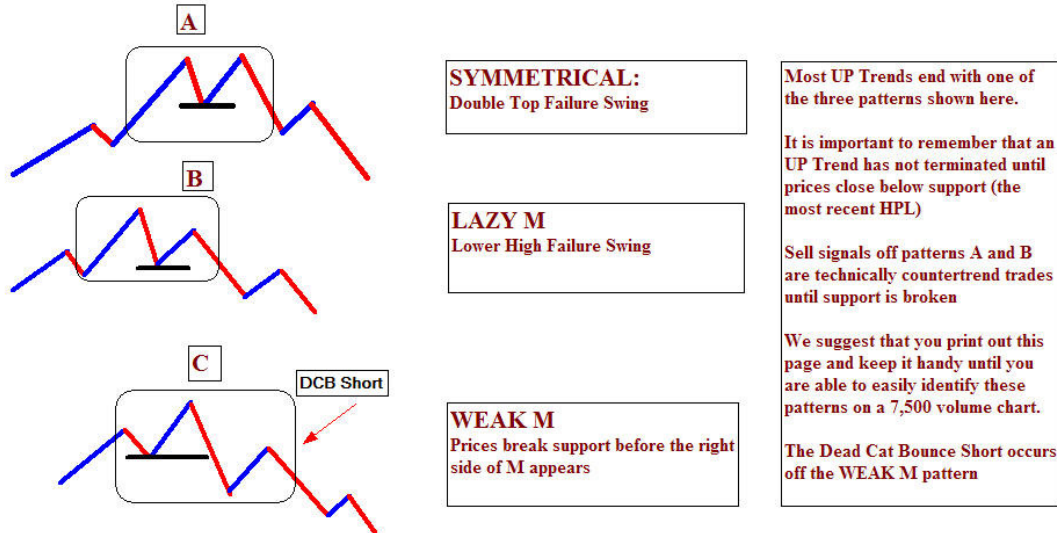 A
SYMMETRICAL:
Double Top Failure Swing
B
LAZY M
Lower High Failure Swing
C
DCB Short
WEAK M
Prices break support before the right
side of M appears
Most UP Trends end with one of
the three patterns shown here.
It is important to remember that an
UP Trend has not terminated until
prices close below support (the
most recent HPL)
Sell signals off patterns A and B
are technically countertrend trades
until support is broken
We suggest that you print out this
page and keep it handy until you
are able to easily identify these
patterns on a 7,500 volume chart.
The Dead Cat Bounce Short occurs
off the WEAK M pattern